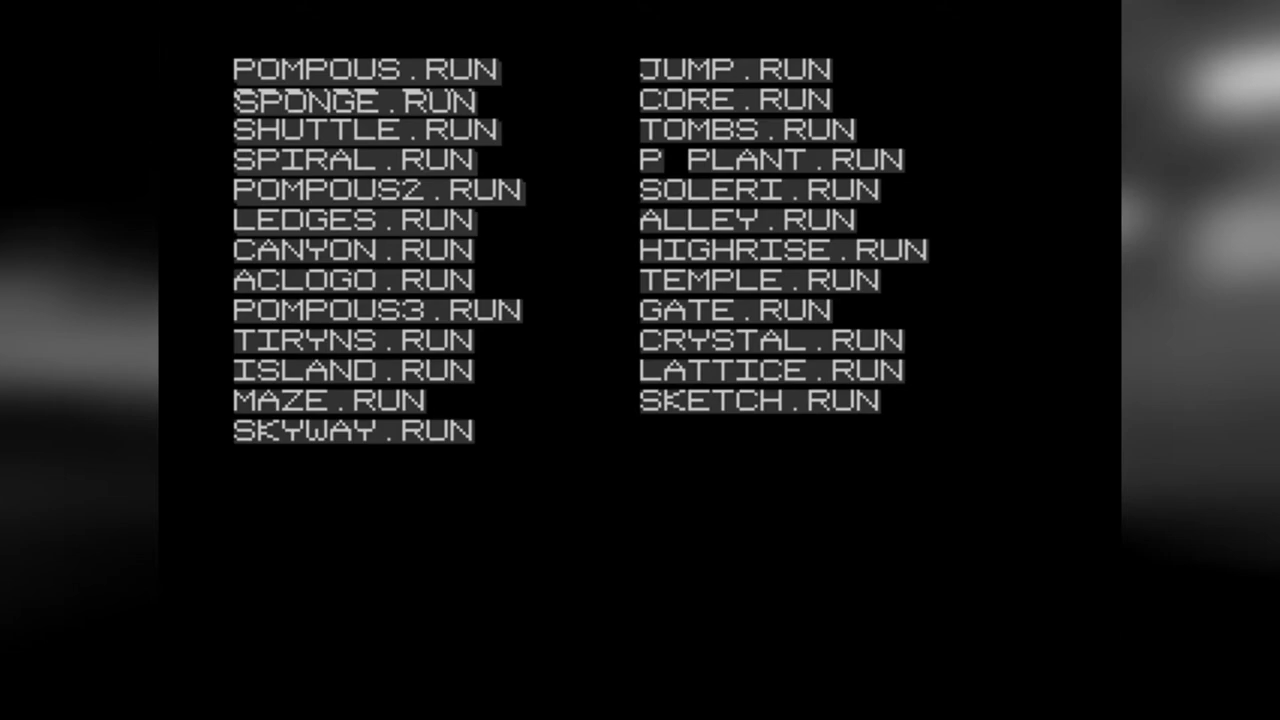 POMPOUS.RUN
SPONGE.RUN
SHUTTLE.RUN
SPIRAL.RUN
POMPOUS2.RUN
LEDGES.RUN
CANYON.RUN
ACLOGO.RUN
POMPOUS3.RUN
TIRYNS.RUN
ISLAND.RUN
MAZE.RUN
SKYWAY.RUN
JUMP.RUN
CORE.RUN
TOMBS.RUN
P PLANT.RUN
SOLERI.RUN
ALLEY.RUN
HIGHRISE.RUN
TEMPLE.RUN
GATE.RUN
CRYSTAL.RUN
LATTICE.RUN
SKETCH.RUN